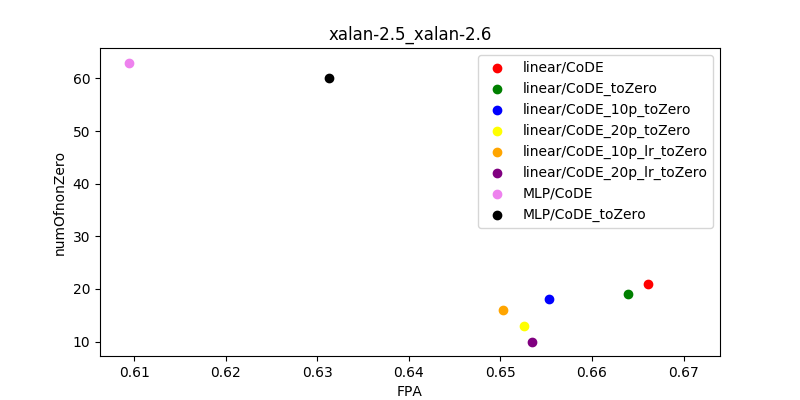 xalan-2.5_xalan-2.6
linear/CoDE
linear/CoDE_toZero
linear/CoDE_10p_toZero
linear/CoDE_20p_toZero
linear/CoDE_10p_lr_toZero
linear/CoDE_20p_lr_toZero
MLP/CoDE
MLP/CoDE_toZero
numOfnonZero
60
50
40
30
20
10
0.61 0.62 0.63 0.64 0.65 0.66 0.67
FPA